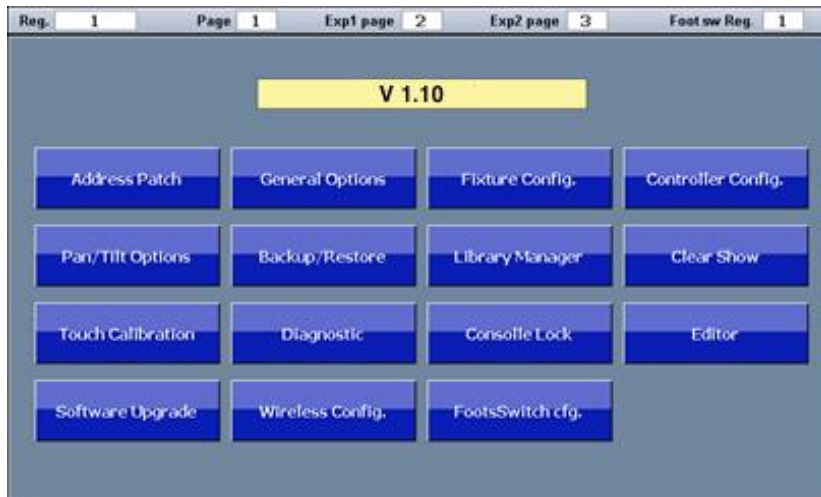 Reg. 1 Page 1 Exp1 page 2 Exp2 page 3 Foot sw Reg. 1
V 1.10
Address Patch General Options Fixture Config. Controller Config.
Pan/Tilt Options Backup/Restore Library Manager Clear Show
Touch Calibration Diagnostic Consolle Lock Editor
Software Upgrade Wireless Config. FootsSwitch cfg.